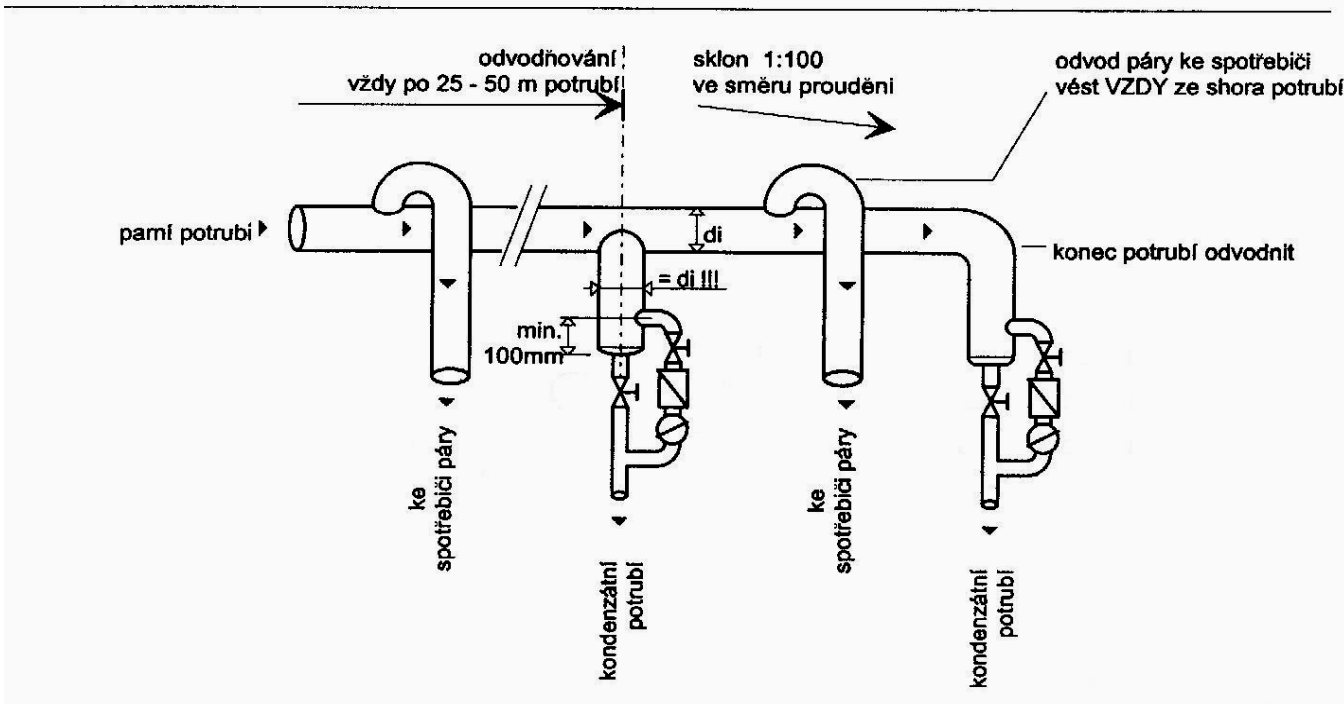 odvodňování
vždy po 25 - 50 m potrubí
sklon 1:100
ve směru prouděni
odvod páry ke spotřebiči
vést VZDY ze shora potrubí
parní potrubi
di
konec potrubí odvodnit
= di !!!
min.
100mm
ke
spotřebiči páry
kondenzátní
potrubí
ke
spotřebiči páry
kondenzátní
potrubí